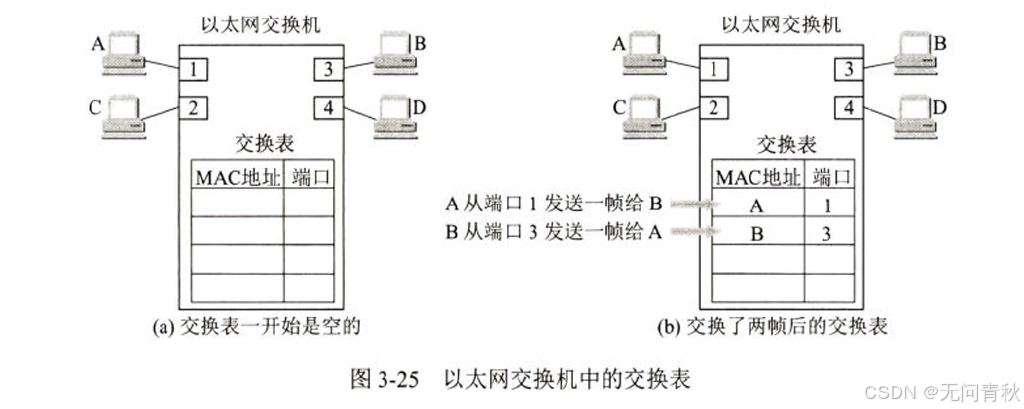 以太网交换机
A
B
1
3
C
2
4
D
交换表
MAC地址 端口
(a) 交换表一开始是空的
以太网交换机
A
B
1
3
C
2
4
D
交换表
MAC地址 端口
A 从端口 1 发送一帧给 B
A 1
B 从端口 3 发送一帧给 A
B 3
(b) 交换了两帧后的交换表
图 3-25 以太网交换机中的交换表
CSDN @无问青秋